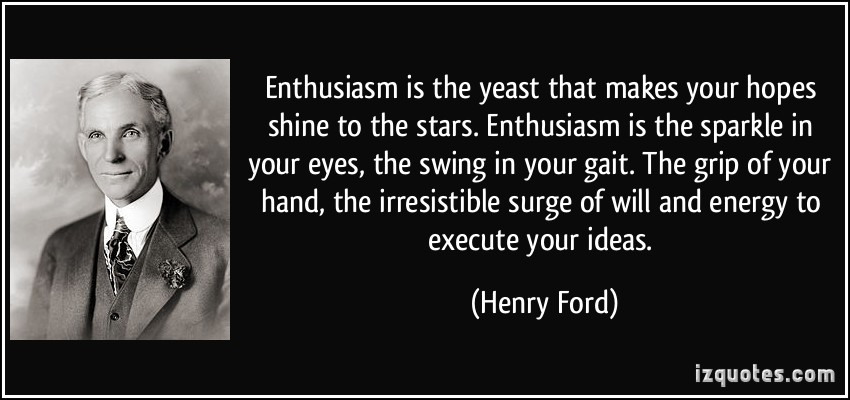 Enthusiasm is the yeast that makes your hopes
shine to the stars. Enthusiasm is the sparkle in
your eyes, the swing in your gait. The grip of your
hand, the irresistible surge of will and energy to
execute your ideas.
(Henry Ford)
izquotes.com